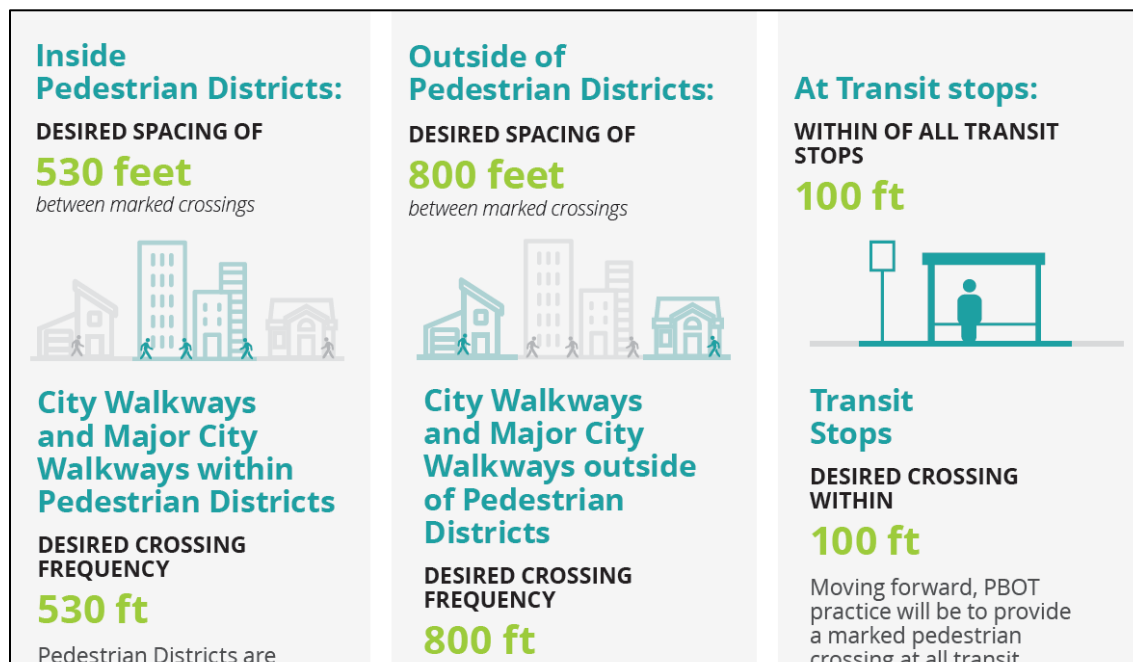 Inside
Pedestrian Districts:
DESIRED SPACING OF
530 feet
between marked crossings
City Walkways
and Major City
Walkways within
Pedestrian Districts
DESIRED CROSSING
FREQUENCY
530 ft
Pedestrian Districts are
Outside of
Pedestrian Districts:
DESIRED SPACING OF
800 feet
between marked crossings
City Walkways
and Major City
Walkways outside
of Pedestrian
Districts
DESIRED CROSSING
FREQUENCY
800 ft
At Transit stops:
WITHIN OF ALL TRANSIT
STOPS
100 ft
Transit
Stops
DESIRED CROSSING
WITHIN
100 ft
Moving forward, PBOT
practice will be to provide
a marked pedestrian
crossing at all transit